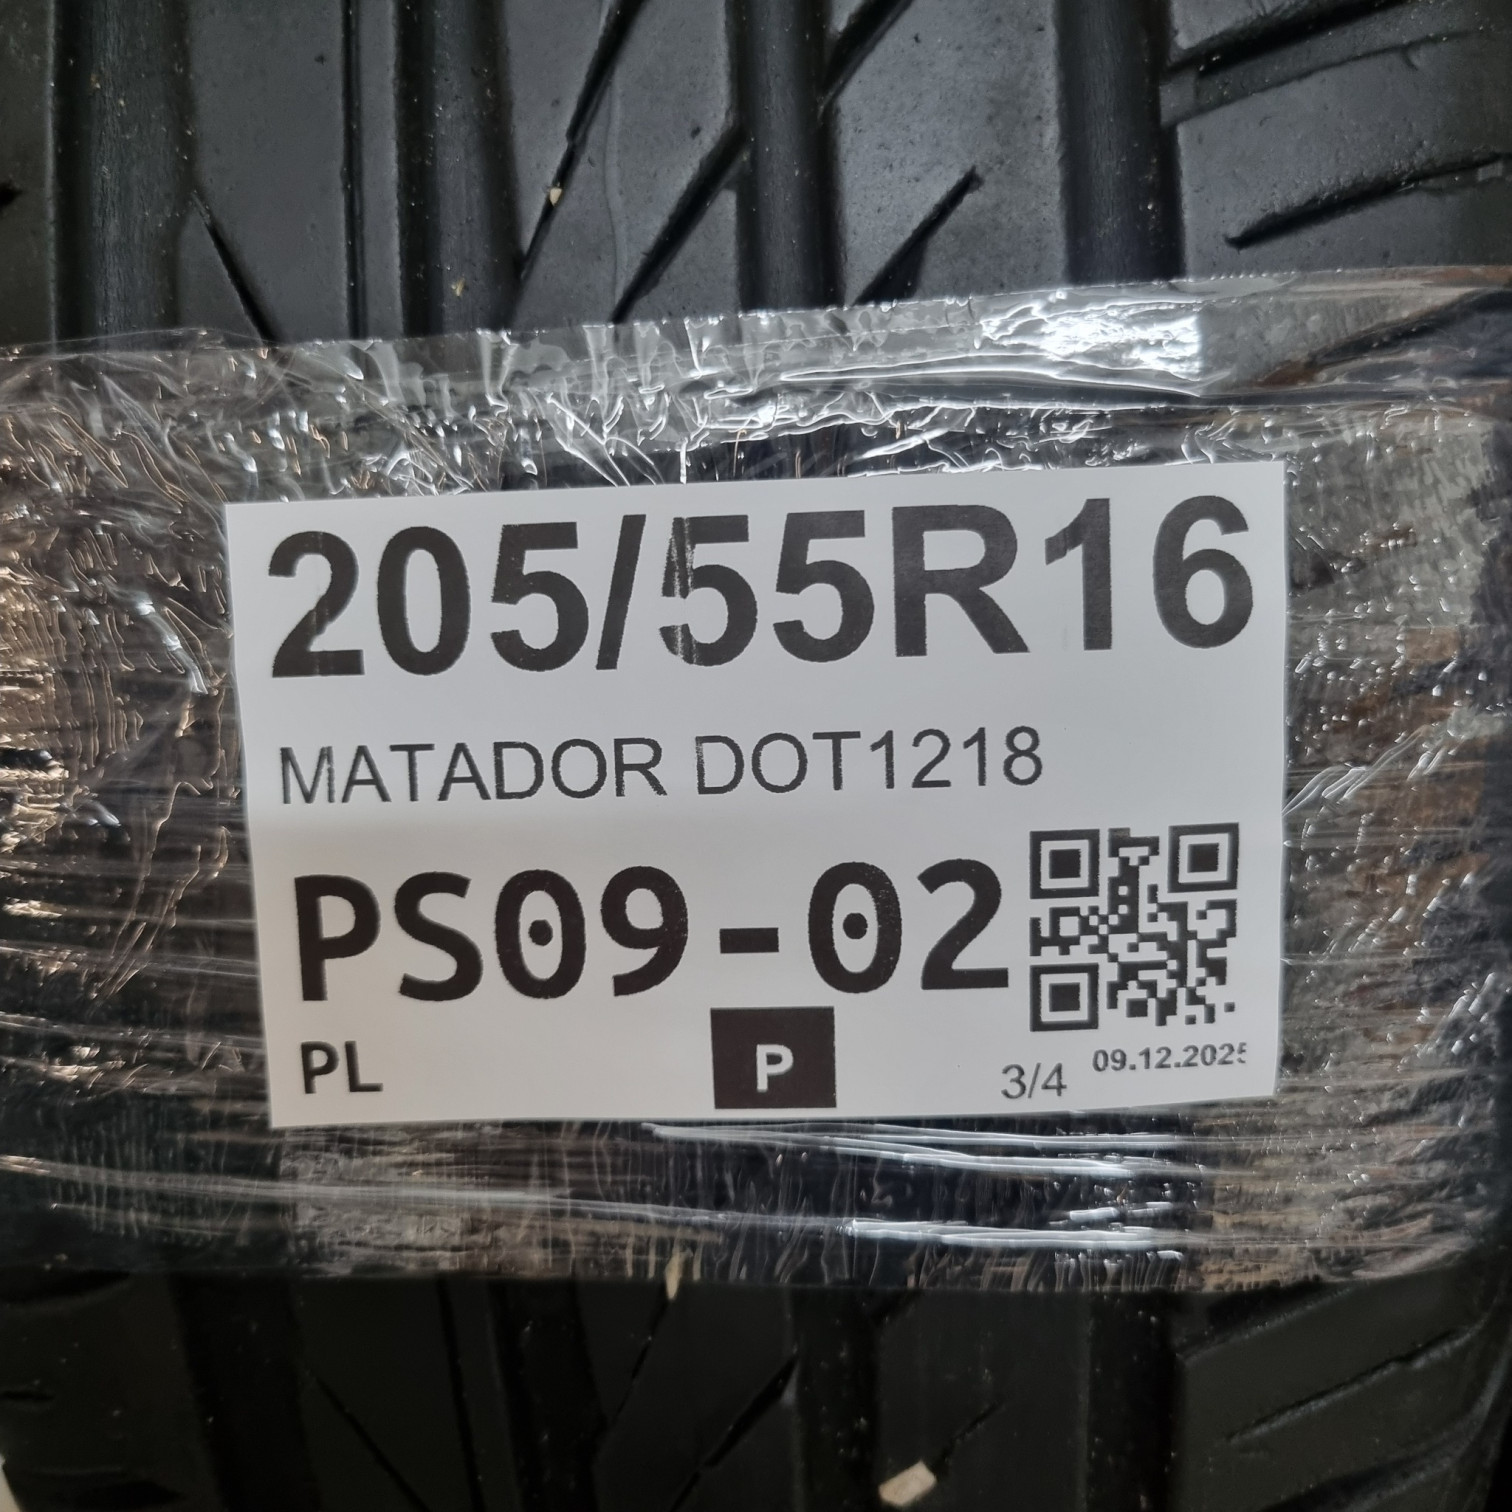 205/55R16
MATADOR DOT1218
PS09-02
PL P 3/4 09.12.2025